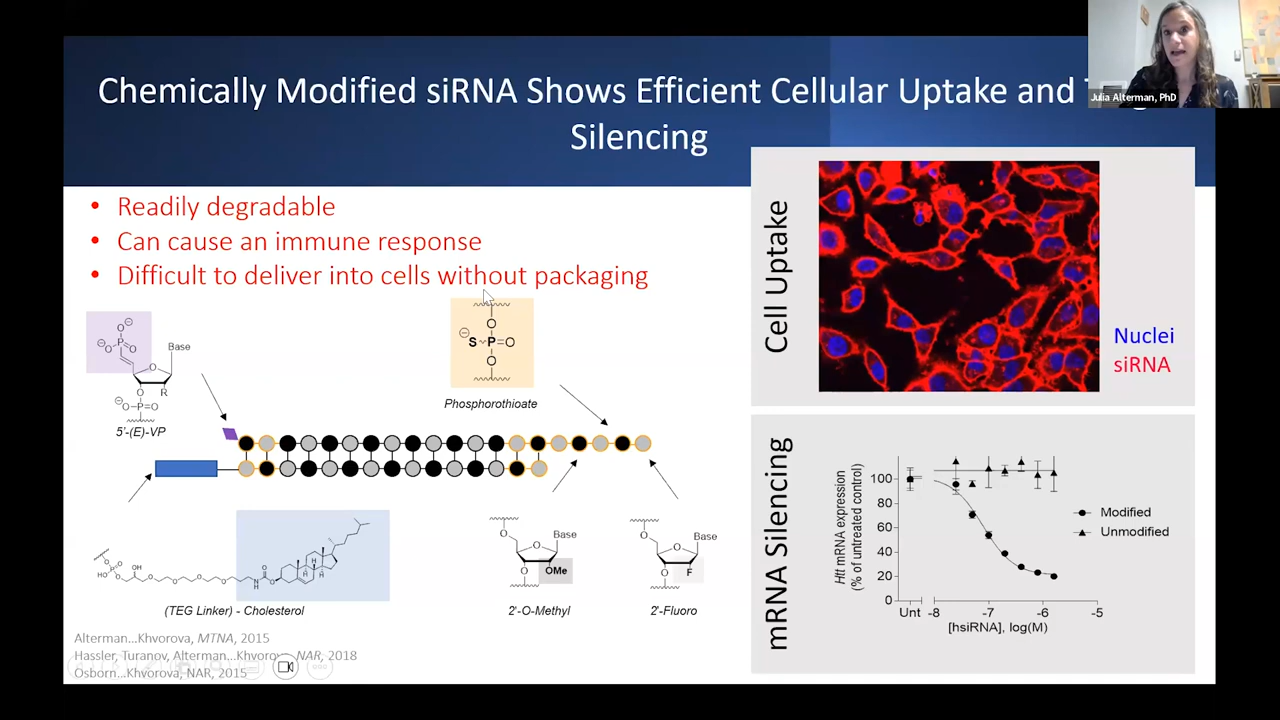 Chemically Modified siRNA Shows Efficient Cellular Uptake and
Silencing
Julia Alterman, PhD
• Readily degradable
• Can cause an immune response
• Difficult to deliver into cells without packaging
Base
R
5'-(E)-VP
S P O
Phosphorothioate
(TEG Linker) - Cholesterol
Base
OMe
2'-O-Methyl
Base
F
2'-Fluoro
Alterman...Khvorova, MTNA, 2015
Hassler, Turanov, Alterman...Khvorova, NAR, 2018
Osborn...Khvorova, NAR, 2015
Cell Uptake
Nuclei
siRNA
mRNA Silencing
Htt mRNA expression
(% of untreated control)
100
80
60
40
20
0
Unt -8 -7 -6 -5
[hsiRNA], log(M)
Modified
Unmodified